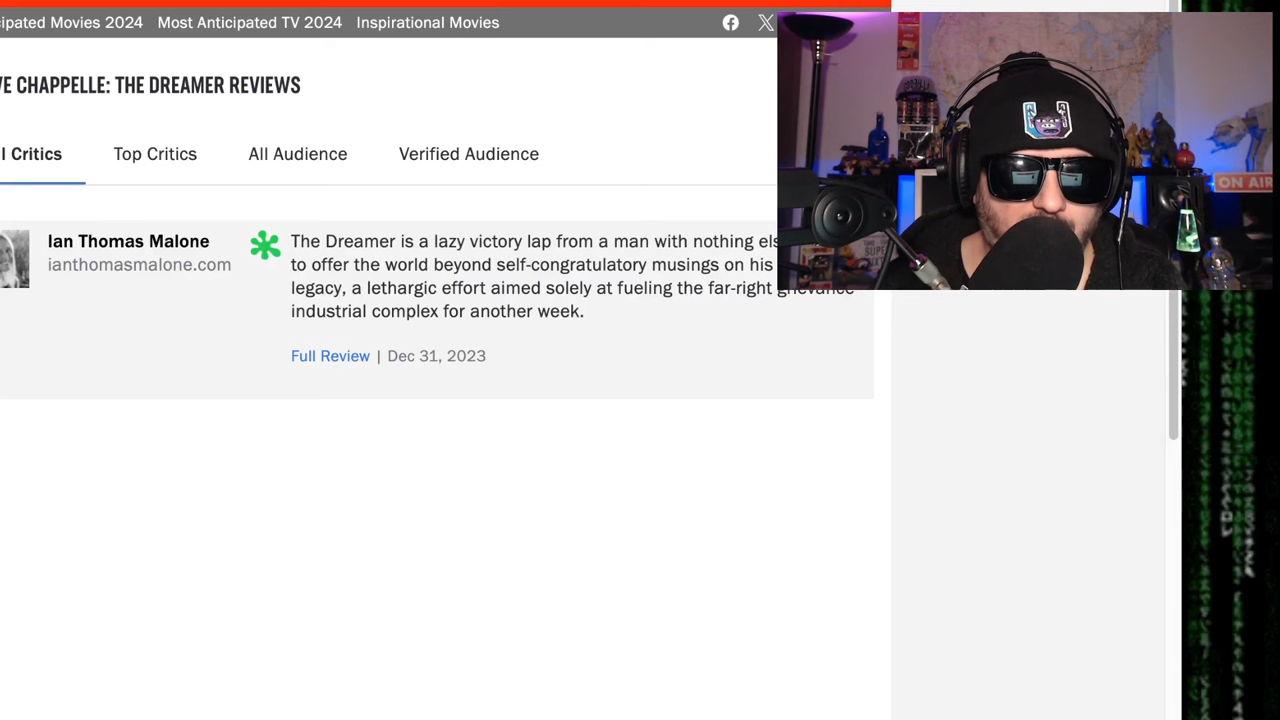 ipated Movies 2024 Most Anticipated TV 2024 Inspirational Movies
VE CHAPPELLE: THE DREAMER REVIEWS
l Critics Top Critics All Audience Verified Audience
Ian Thomas Malone
ianthomasmalone.com
The Dreamer is a lazy victory lap from a man with nothing els
to offer the world beyond self-congratulatory musings on his
legacy, a lethargic effort aimed solely at fueling the far-right grievance
industrial complex for another week.
Full Review | Dec 31, 2023
ON AIR